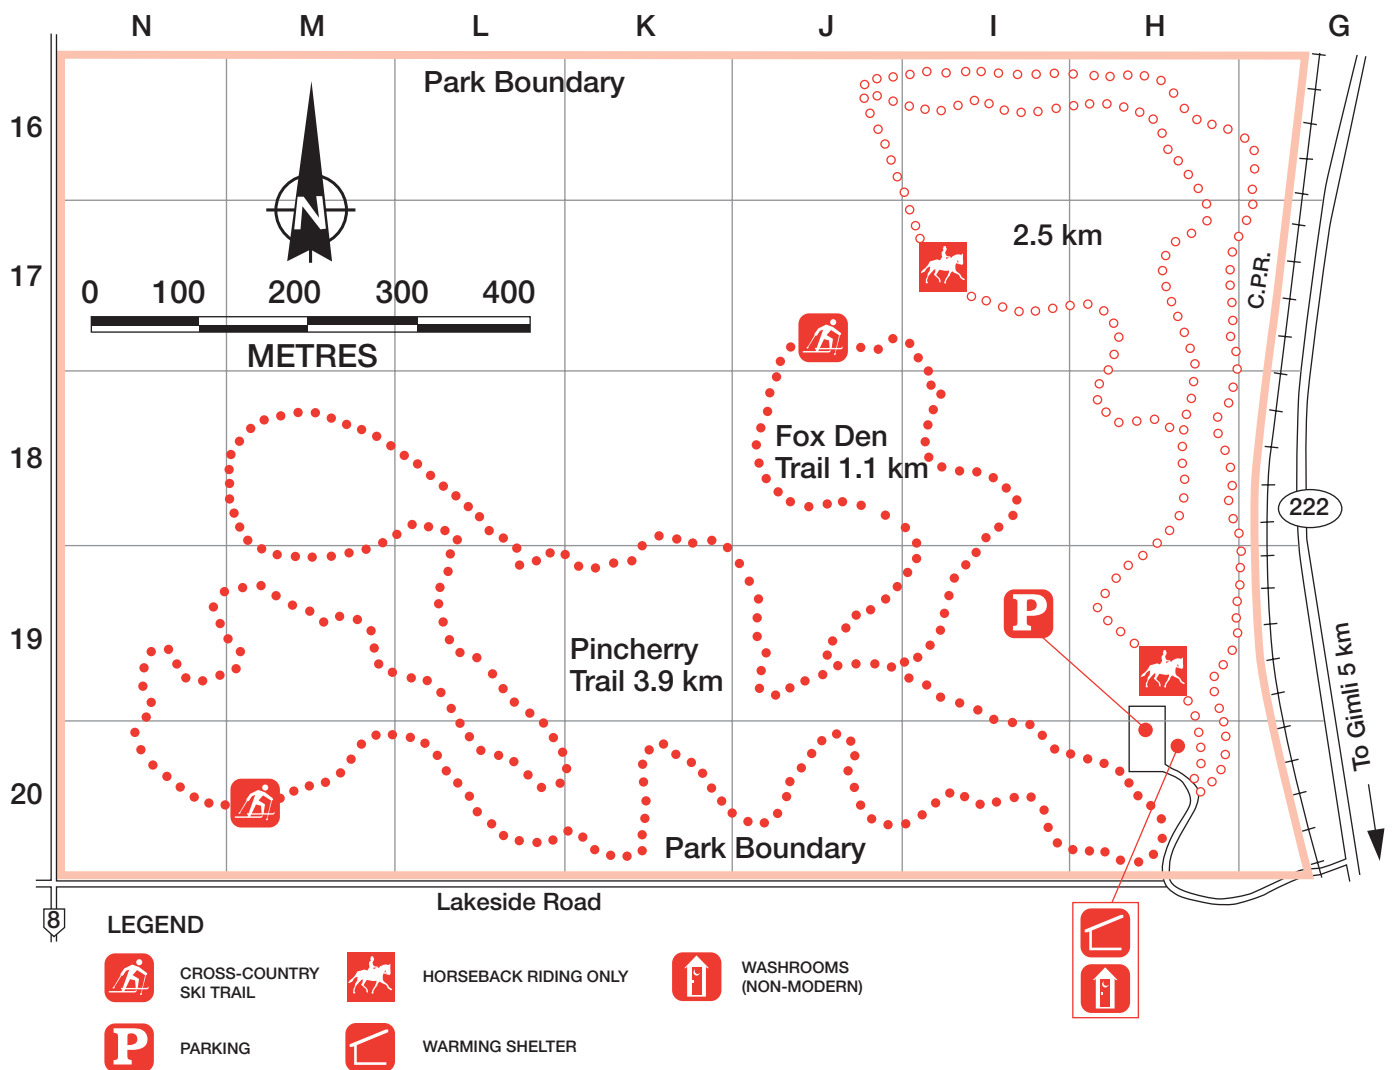 N M L K J I H G
Park Boundary
16
N
2.5 km
17
C.P.R.
0 100 200 300 400
METRES
18
Fox Den
Trail 1.1 km
222
P
19
Pincherry
Trail 3.9 km
To Gimli 5 km
20
Park Boundary
Lakeside Road
8
LEGEND
CROSS-COUNTRY
SKI TRAIL
HORSEBACK RIDING ONLY
WASHROOMS
(NON-MODERN)
P
PARKING
WARMING SHELTER